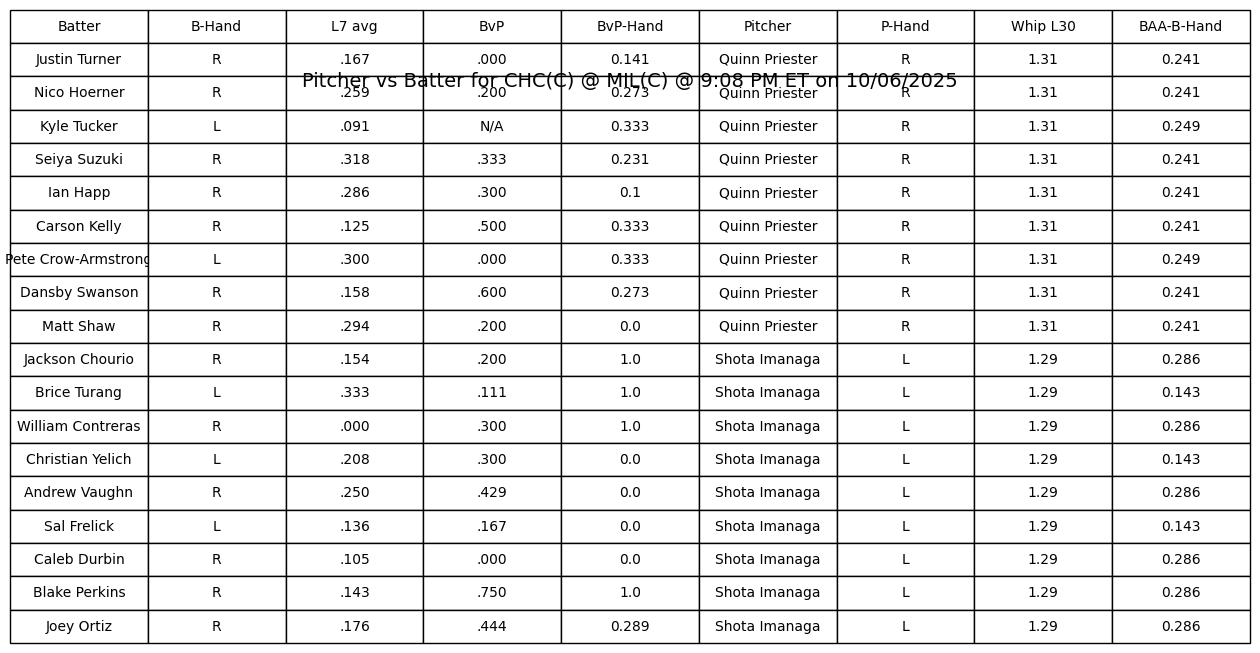 Batter B-Hand L7 avg BvP BvP-Hand Pitcher P-Hand Whip L30 BAA-B-Hand
Justin Turner R .167 .000 0.141 Quinn Priester R 1.31 0.241
Pitcher vs Batter for CHC(C) @ MIL(C) @ 9:08 PM ET on 10/06/2025
Nico Hoerner R .259 .200 0.273 Quinn Priester R 1.31 0.241
Kyle Tucker L .091 N/A 0.333 Quinn Priester R 1.31 0.249
Seiya Suzuki R .318 .333 0.231 Quinn Priester R 1.31 0.241
Ian Happ R .286 .300 0.1 Quinn Priester R 1.31 0.241
Carson Kelly R .125 .500 0.333 Quinn Priester R 1.31 0.241
Pete Crow-Armstrong L .300 .000 0.333 Quinn Priester R 1.31 0.249
Dansby Swanson R .158 .600 0.273 Quinn Priester R 1.31 0.241
Matt Shaw R .294 .200 0.0 Quinn Priester R 1.31 0.241
Jackson Chourio R .154 .200 1.0 Shota Imanaga L 1.29 0.286
Brice Turang L .333 .111 1.0 Shota Imanaga L 1.29 0.143
William Contreras R .000 .300 1.0 Shota Imanaga L 1.29 0.286
Christian Yelich L .208 .300 0.0 Shota Imanaga L 1.29 0.143
Andrew Vaughn R .250 .429 0.0 Shota Imanaga L 1.29 0.286
Sal Frelick L .136 .167 0.0 Shota Imanaga L 1.29 0.143
Caleb Durbin R .105 .000 0.0 Shota Imanaga L 1.29 0.286
Blake Perkins R .143 .750 1.0 Shota Imanaga L 1.29 0.286
Joey Ortiz R .176 .444 0.289 Shota Imanaga L 1.29 0.286